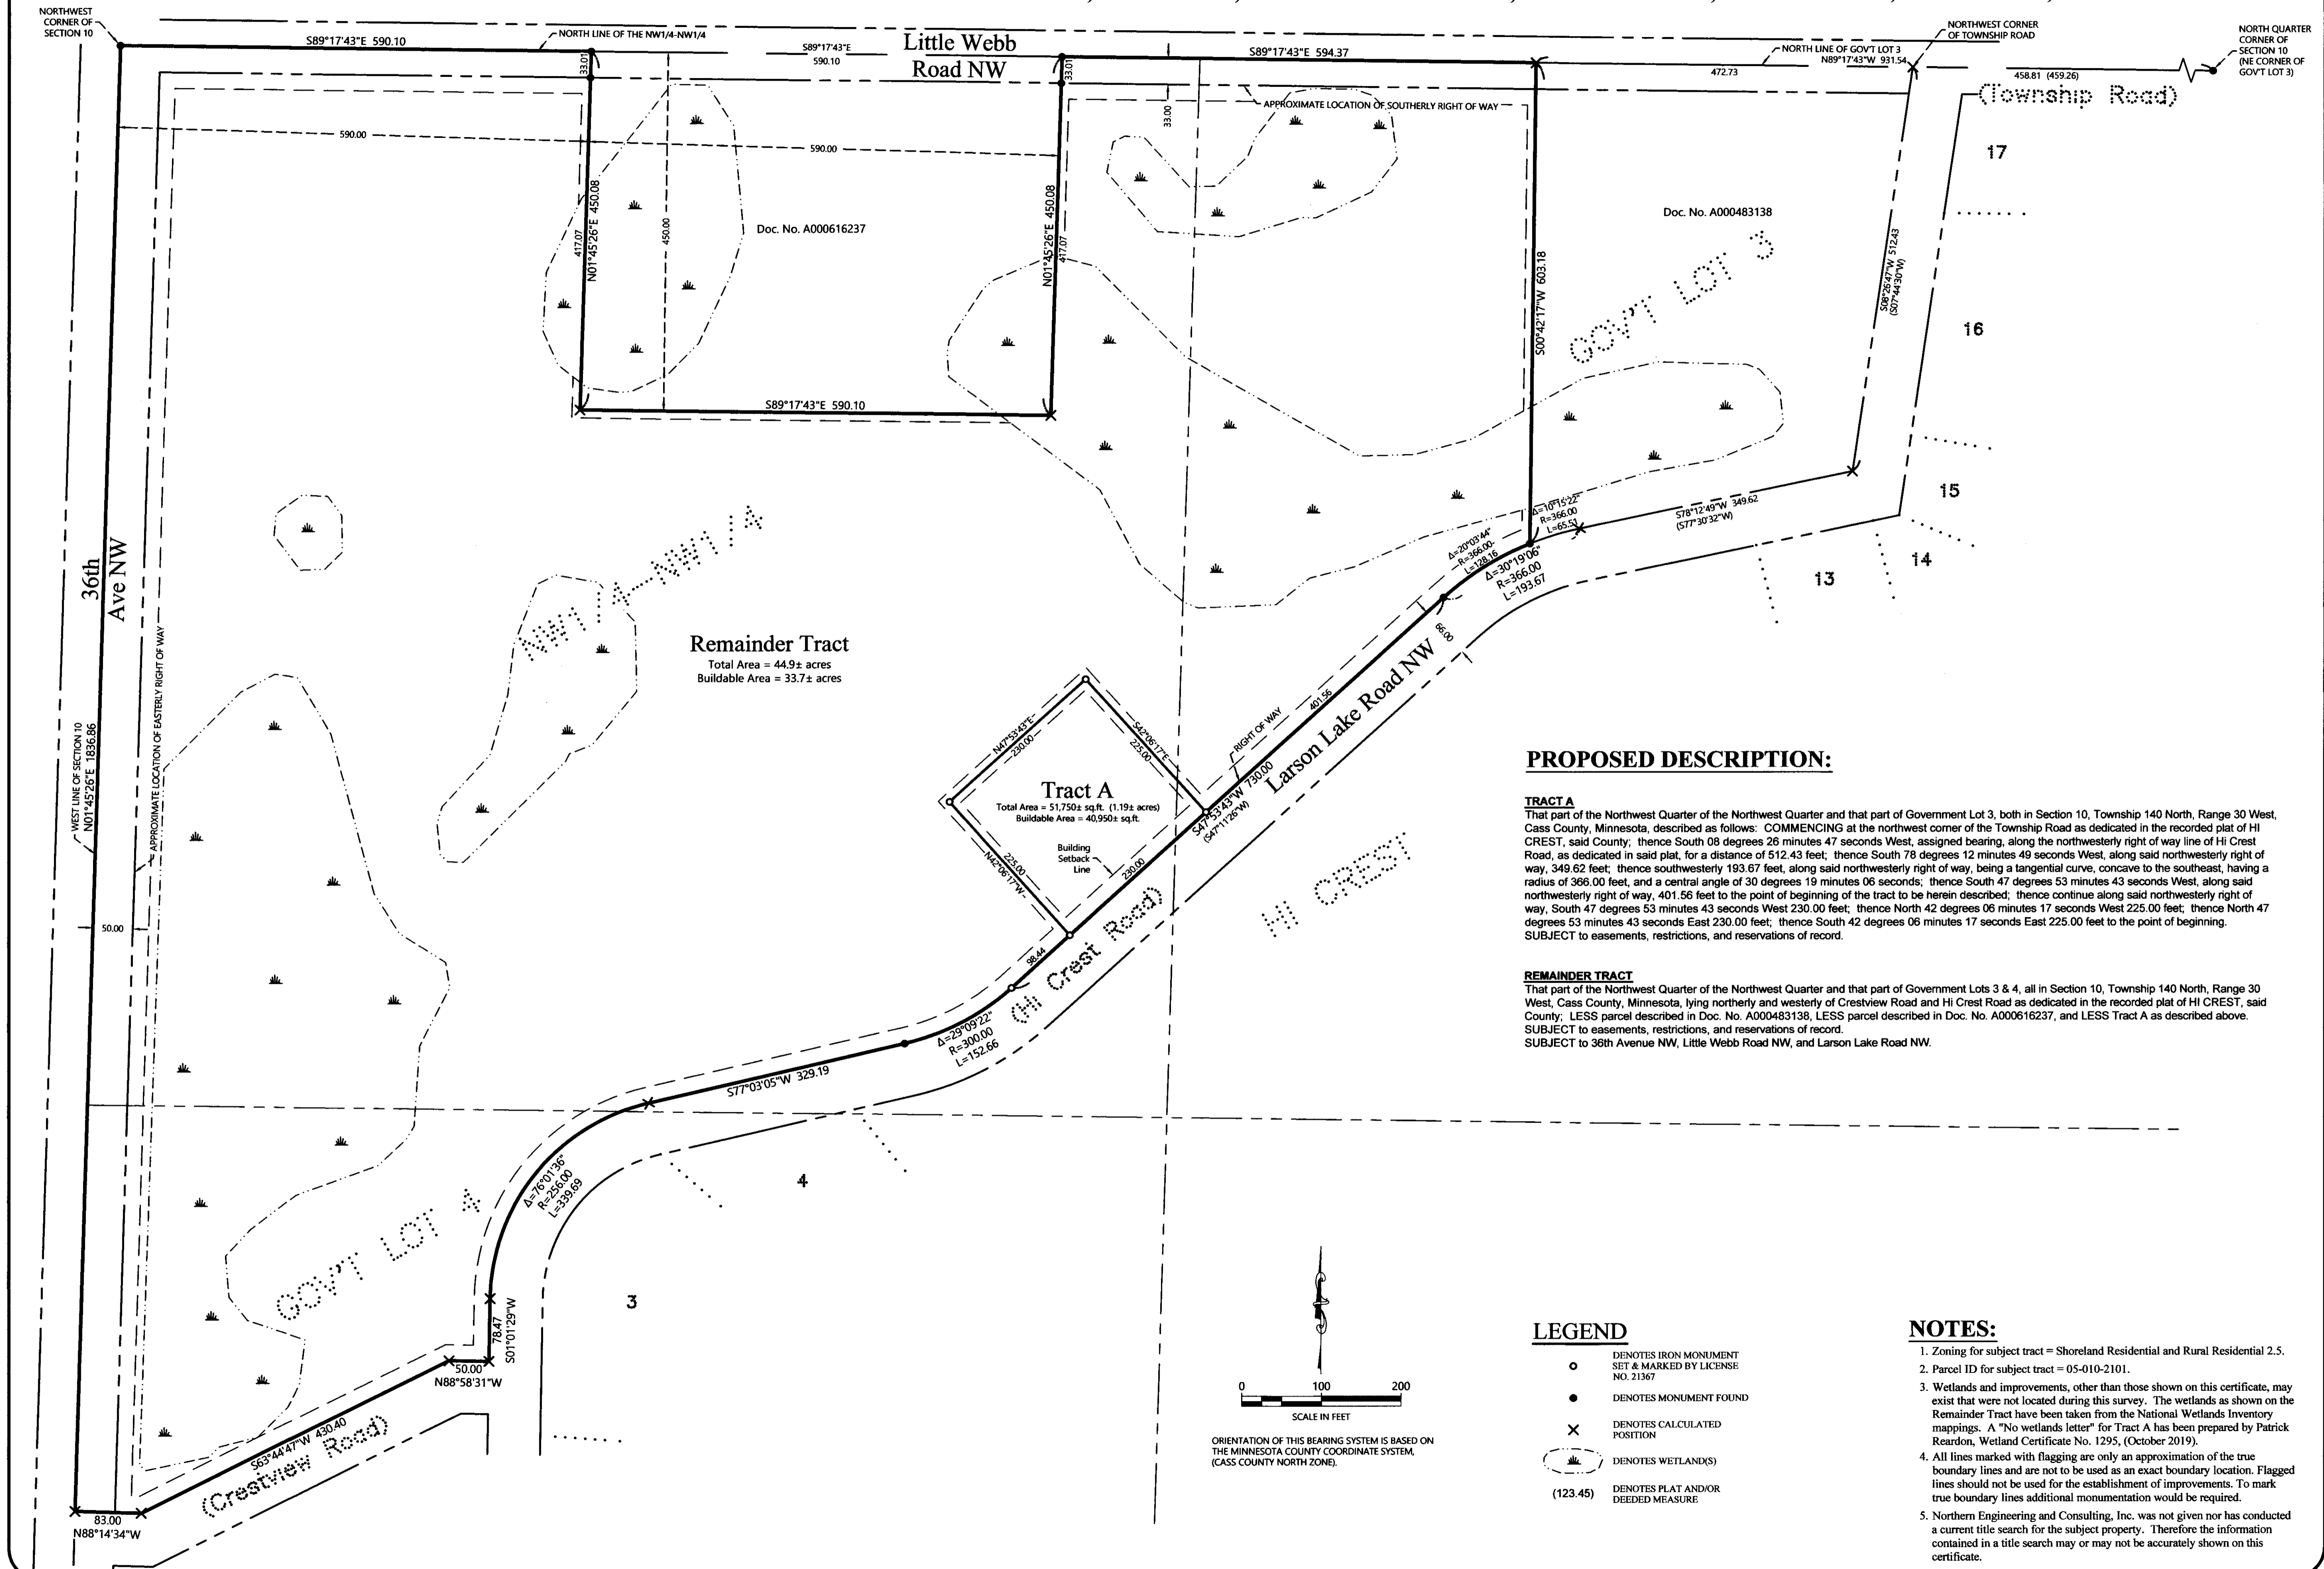 NORTHWEST
CORNER OF
SECTION 10
S89°17'43"E 590.10
NORTH LINE OF THE NW1/4-NW1/4
S89°17'43"E
590.10
Little Webb
Road NW
S89°17'43"E 594.37
NORTH LINE OF GOV'T LOT 3
N89°17'43"W 931.54
472.73
NORTHWEST CORNER
OF TOWNSHIP ROAD
458.81 (459.26)
NORTH QUARTER
CORNER OF
SECTION 10
(NE CORNER OF
GOV'T LOT 3)
(Township Road)
33.01
33.01
33.00
APPROXIMATE LOCATION OF SOUTHERLY RIGHT OF WAY
590.00
590.00
417.07
N01°45'26"E 450.08
450.00
Doc. No. A000616237
N01°45'26"E 450.08
417.07
S89°17'43"E 590.10
S00°42'17"W 603.18
Doc. No. A000483138
GOV'T LOT 3
S08°26'47"W 512.43
(S07°44'30"W)
17
16
15
14
13
S78°12'49"W 349.62
(S77°30'32"W)
Δ=10°15'22"
R=366.00
L=65.51
Δ=20°03'44"
R=366.00
L=128.16
Δ=30°19'06"
R=366.00
L=193.67
66.00
36th
Ave NW
WEST LINE OF SECTION 10
N01°45'26"E 1836.86
APPROXIMATE LOCATION OF EASTERLY RIGHT OF WAY
50.00
NW1/4-NW1/4
Remainder Tract
Total Area = 44.9± acres
Buildable Area = 33.7± acres
N47°53'43"E
230.00
S42°06'17"E
225.00
Tract A
Total Area = 51,750± sq.ft. (1.19± acres)
Buildable Area = 40,950± sq.ft.
Building
Setback
Line
225.00
N42°06'17"W
230.00
401.56
RIGHT OF WAY
Larson Lake Road NW
S47°53'43"W 730.00
(S47°11'26"W)
98.44
(Hi Crest Road)
HI CREST
Δ=29°09'22"
R=300.00
L=152.66
S77°03'05"W 329.19
Δ=76°01'36"
R=256.00
L=339.69
4
3
GOV'T LOT 4
78.47
S01°01'29"W
50.00
N88°58'31"W
S63°44'47"W 430.40
(Crestview Road)
83.00
N88°14'34"W
PROPOSED DESCRIPTION:
TRACT A
That part of the Northwest Quarter of the Northwest Quarter and that part of Government Lot 3, both in Section 10, Township 140 North, Range 30 West,
Cass County, Minnesota, described as follows: COMMENCING at the northwest corner of the Township Road as dedicated in the recorded plat of HI
CREST, said County; thence South 08 degrees 26 minutes 47 seconds West, assigned bearing, along the northwesterly right of way line of Hi Crest
Road, as dedicated in said plat, for a distance of 512.43 feet; thence South 78 degrees 12 minutes 49 seconds West, along said northwesterly right of
way, 349.62 feet; thence southwesterly 193.67 feet, along said northwesterly right of way, being a tangential curve, concave to the southeast, having a
radius of 366.00 feet, and a central angle of 30 degrees 19 minutes 06 seconds; thence South 47 degrees 53 minutes 43 seconds West, along said
northwesterly right of way, 401.56 feet to the point of beginning of the tract to be herein described; thence continue along said northwesterly right of
way, South 47 degrees 53 minutes 43 seconds West 230.00 feet; thence North 42 degrees 06 minutes 17 seconds West 225.00 feet; thence North 47
degrees 53 minutes 43 seconds East 230.00 feet; thence South 42 degrees 06 minutes 17 seconds East 225.00 feet to the point of beginning.
SUBJECT to easements, restrictions, and reservations of record.
REMAINDER TRACT
That part of the Northwest Quarter of the Northwest Quarter and that part of Government Lots 3 & 4, all in Section 10, Township 140 North, Range 30
West, Cass County, Minnesota, lying northerly and westerly of Crestview Road and Hi Crest Road as dedicated in the recorded plat of HI CREST, said
County; LESS parcel described in Doc. No. A000483138, LESS parcel described in Doc. No. A000616237, and LESS Tract A as described above.
SUBJECT to easements, restrictions, and reservations of record.
SUBJECT to 36th Avenue NW, Little Webb Road NW, and Larson Lake Road NW.
0 100 200
SCALE IN FEET
ORIENTATION OF THIS BEARING SYSTEM IS BASED ON
THE MINNESOTA COUNTY COORDINATE SYSTEM,
(CASS COUNTY NORTH ZONE).
LEGEND
DENOTES IRON MONUMENT
SET & MARKED BY LICENSE
NO. 21367
DENOTES MONUMENT FOUND
DENOTES CALCULATED
POSITION
DENOTES WETLAND(S)
(123.45) DENOTES PLAT AND/OR
DEEDED MEASURE
NOTES:
1. Zoning for subject tract = Shoreland Residential and Rural Residential 2.5.
2. Parcel ID for subject tract = 05-010-2101.
3. Wetlands and improvements, other than those shown on this certificate, may
exist that were not located during this survey. The wetlands as shown on the
Remainder Tract have been taken from the National Wetlands Inventory
mappings. A "No wetlands letter" for Tract A has been prepared by Patrick
Reardon, Wetland Certificate No. 1295, (October 2019).
4. All lines marked with flagging are only an approximation of the true
boundary lines and are not to be used as an exact boundary location. Flagged
lines should not be used for the establishment of improvements. To mark
true boundary lines additional monumentation would be required.
5. Northern Engineering and Consulting, Inc. was not given nor has conducted
a current title search for the subject property. Therefore the information
contained in a title search may or may not be accurately shown on this
certificate.